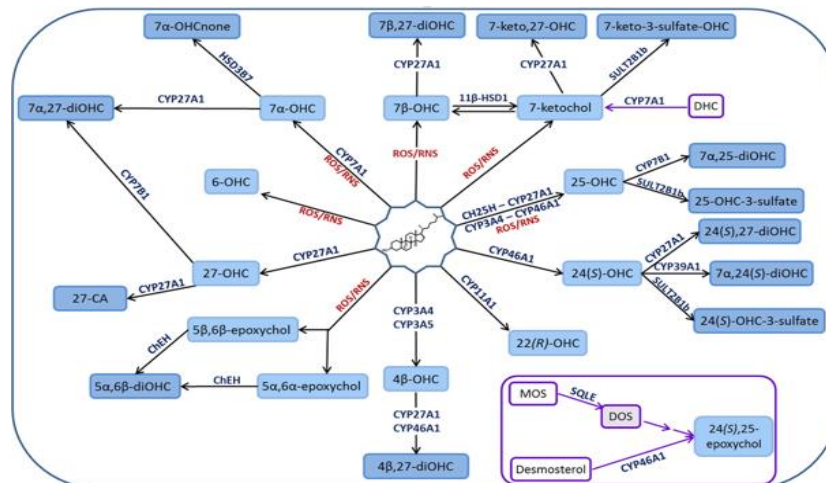 7α-OHCnone
7β,27-diOHC
7-keto,27-OHC
7-keto-3-sulfate-OHC
HSD3B7
CYP27A1
CYP27A1
SULT2B1b
7α,27-diOHC
CYP27A1
7α-OHC
7β-OHC
11β-HSD1
7-ketochol
CYP7A1
DHC
CYP7B1
CYP7A1
ROS/RNS
ROS/RNS
ROS/RNS
6-OHC
ROS/RNS
CH25H – CYP27A1
CYP3A4 – CYP46A1
ROS/RNS
25-OHC
CYP7B1
7α,25-diOHC
SULT2B1b
25-OH-3-sulfate
27-OHC
CYP27A1
CYP27A1
27-CA
CYP46A1
24(S)-OHC
CYP27A1
24(S),27-diOHC
CYP39A1
7α,24(S)-diOHC
SULT2B1b
24(S)-OHC-3-sulfate
ROS/RNS
CYP3A4
CYP3A5
CYP11A1
22(R)-OHC
5β,6β-epoxychol
ChEH
5α,6β-diOHC
ChEH
5α,6α-epoxychol
4β-OHC
CYP27A1
CYP46A1
4β,27-diOHC
MOS
SQLE
DOS
24(S),25-
epoxychol
Desmosterol
CYP46A1